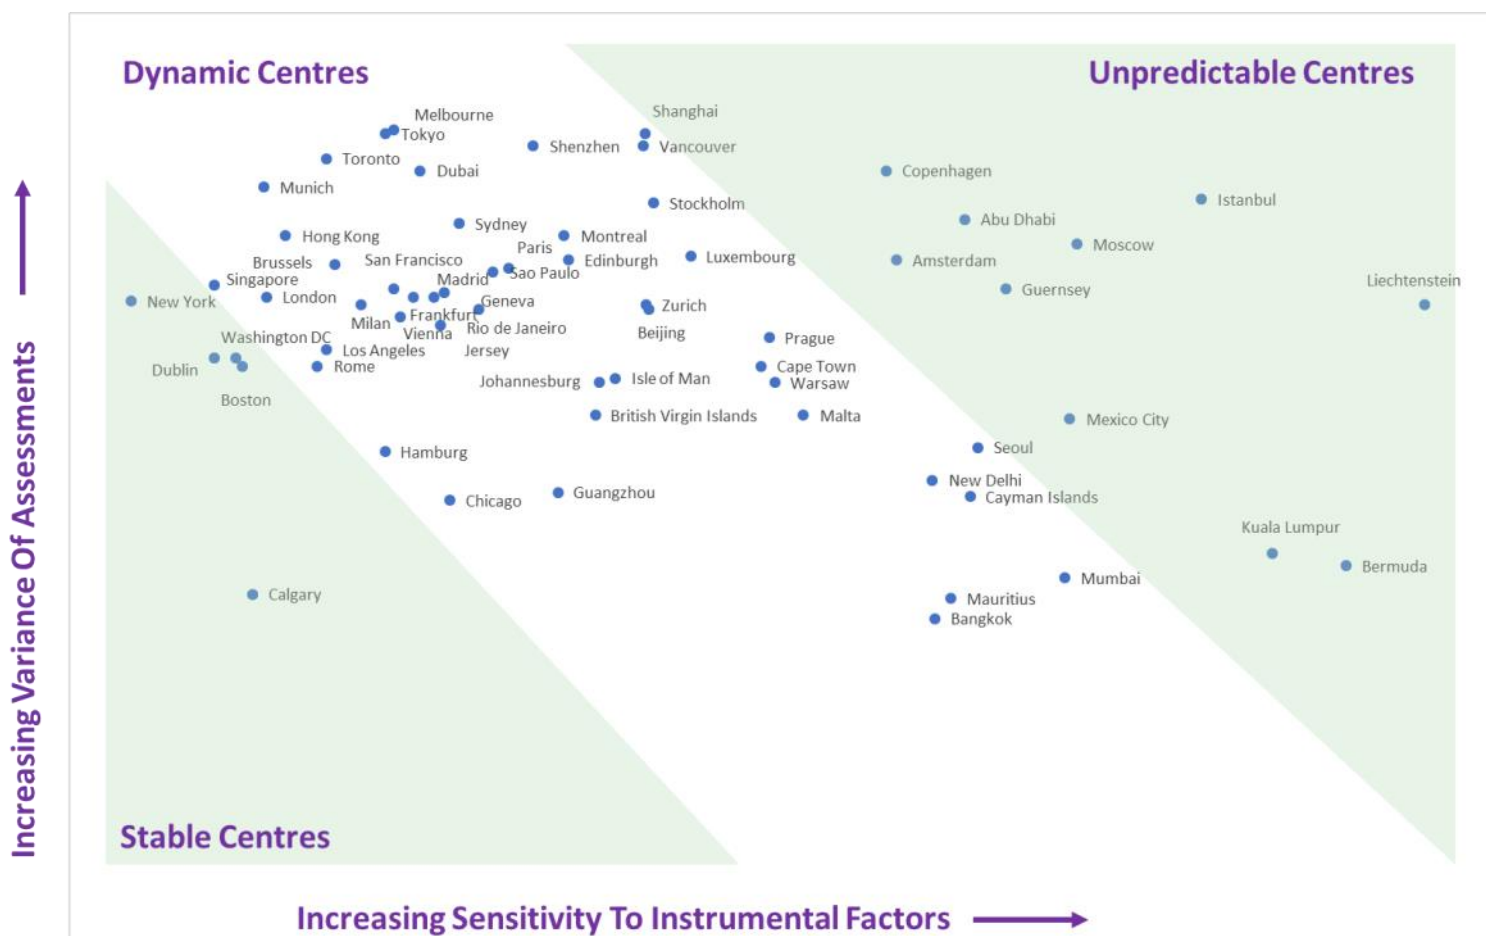 Dynamic Centres
Unpredictable Centres
Melbourne
Shanghai
Tokyo
Shenzhen
Vancouver
Toronto
Dubai
Copenhagen
Munich
Istanbul
Stockholm
Abu Dhabi
Sydney
Hong Kong
Montreal
Moscow
Paris
Brussels
San Francisco
Edinburgh
Luxembourg
Amsterdam
Sao Paulo
Singapore
Madrid
Liechtenstein
Guernsey
New York
London
Geneva
Zurich
Milan
Frankfurt
Rio de Janeiro
Beijing
Washington DC
Vienna
Prague
Los Angeles
Jersey
Dublin
Rome
Cape Town
Johannesburg
Isle of Man
Warsaw
Boston
British Virgin Islands
Malta
Mexico City
Hamburg
Seoul
New Delhi
Chicago
Guangzhou
Cayman Islands
Kuala Lumpur
Bermuda
Mumbai
Calgary
Mauritius
Bangkok
Stable Centres
Increasing Variance Of Assessments
Increasing Sensitivity To Instrumental Factors